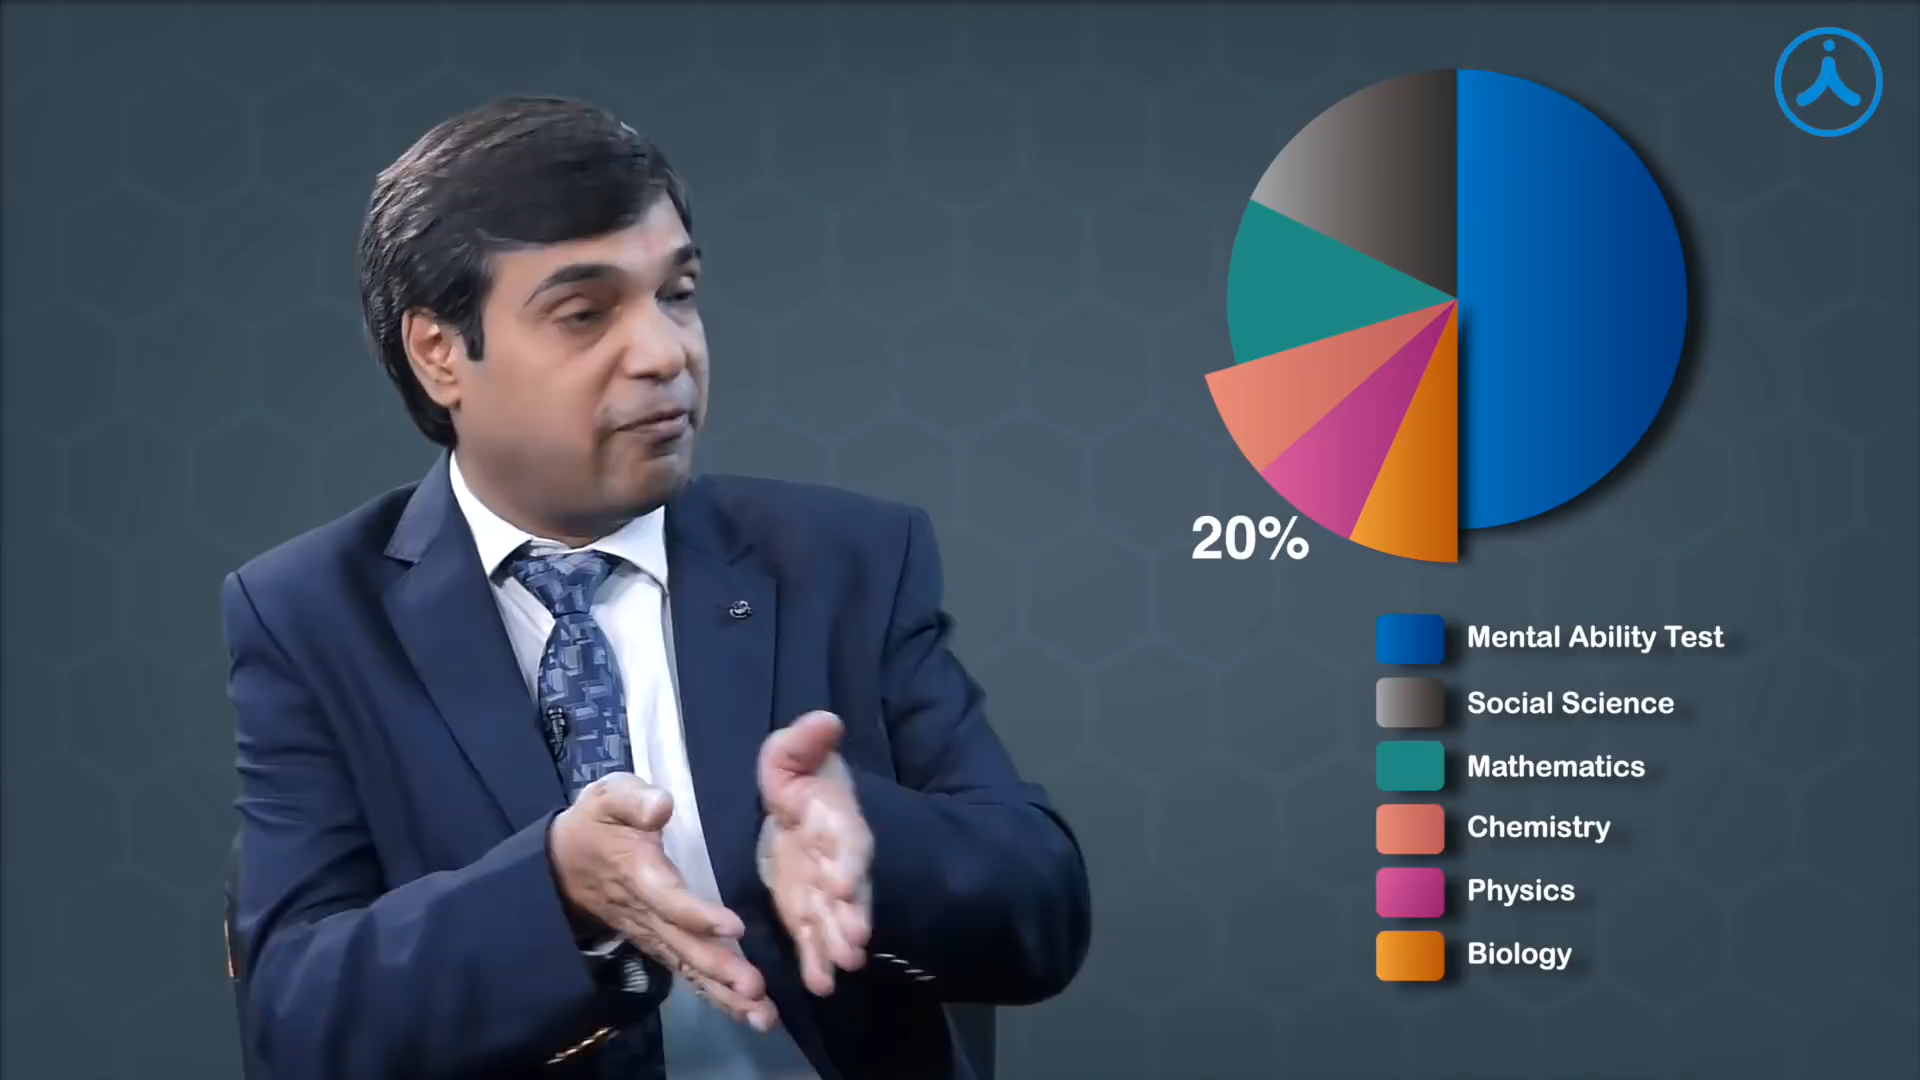 20%
Mental Ability Test
Social Science
Mathematics
Chemistry
Physics
Biology